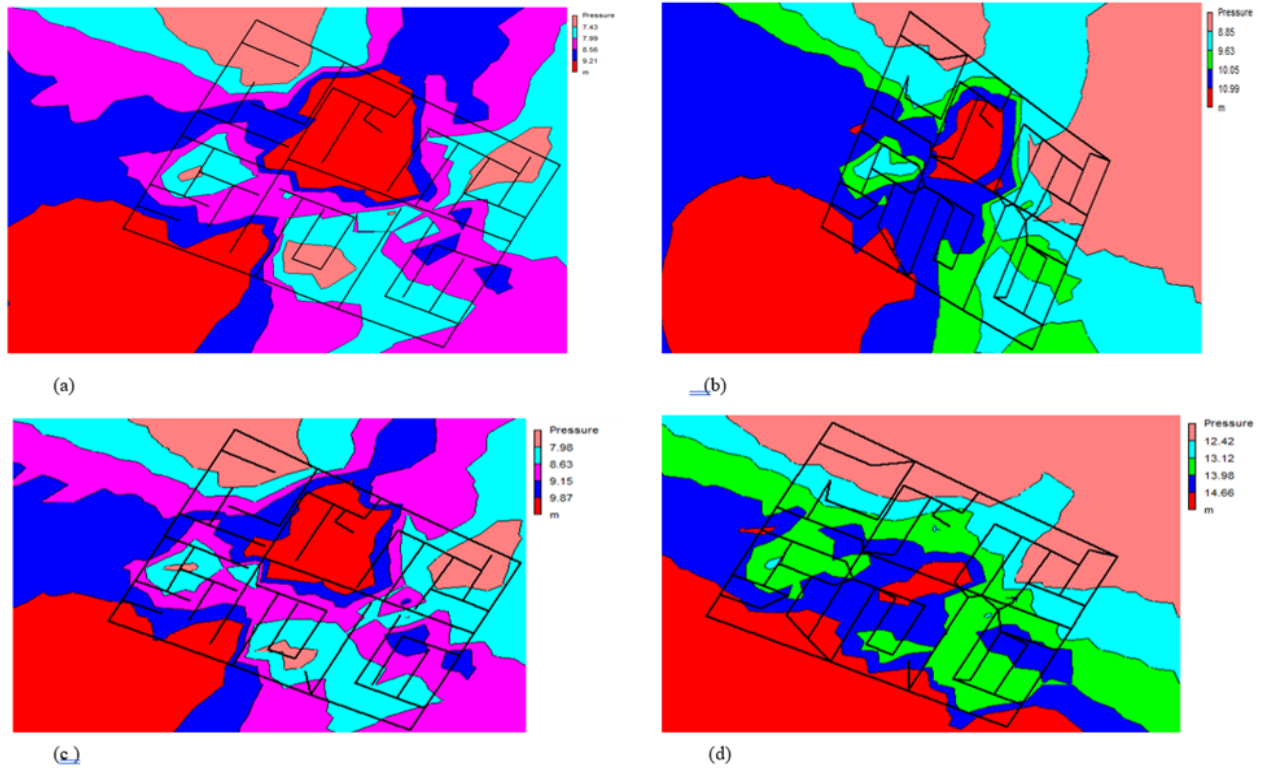 Pressure
7.43
7.99
8.56
9.21
m
Pressure
8.85
9.63
10.05
10.99
m
(a)
(b)
Pressure
7.98
8.63
9.15
9.87
m
Pressure
12.42
13.12
13.98
14.66
m
(c )
(d)